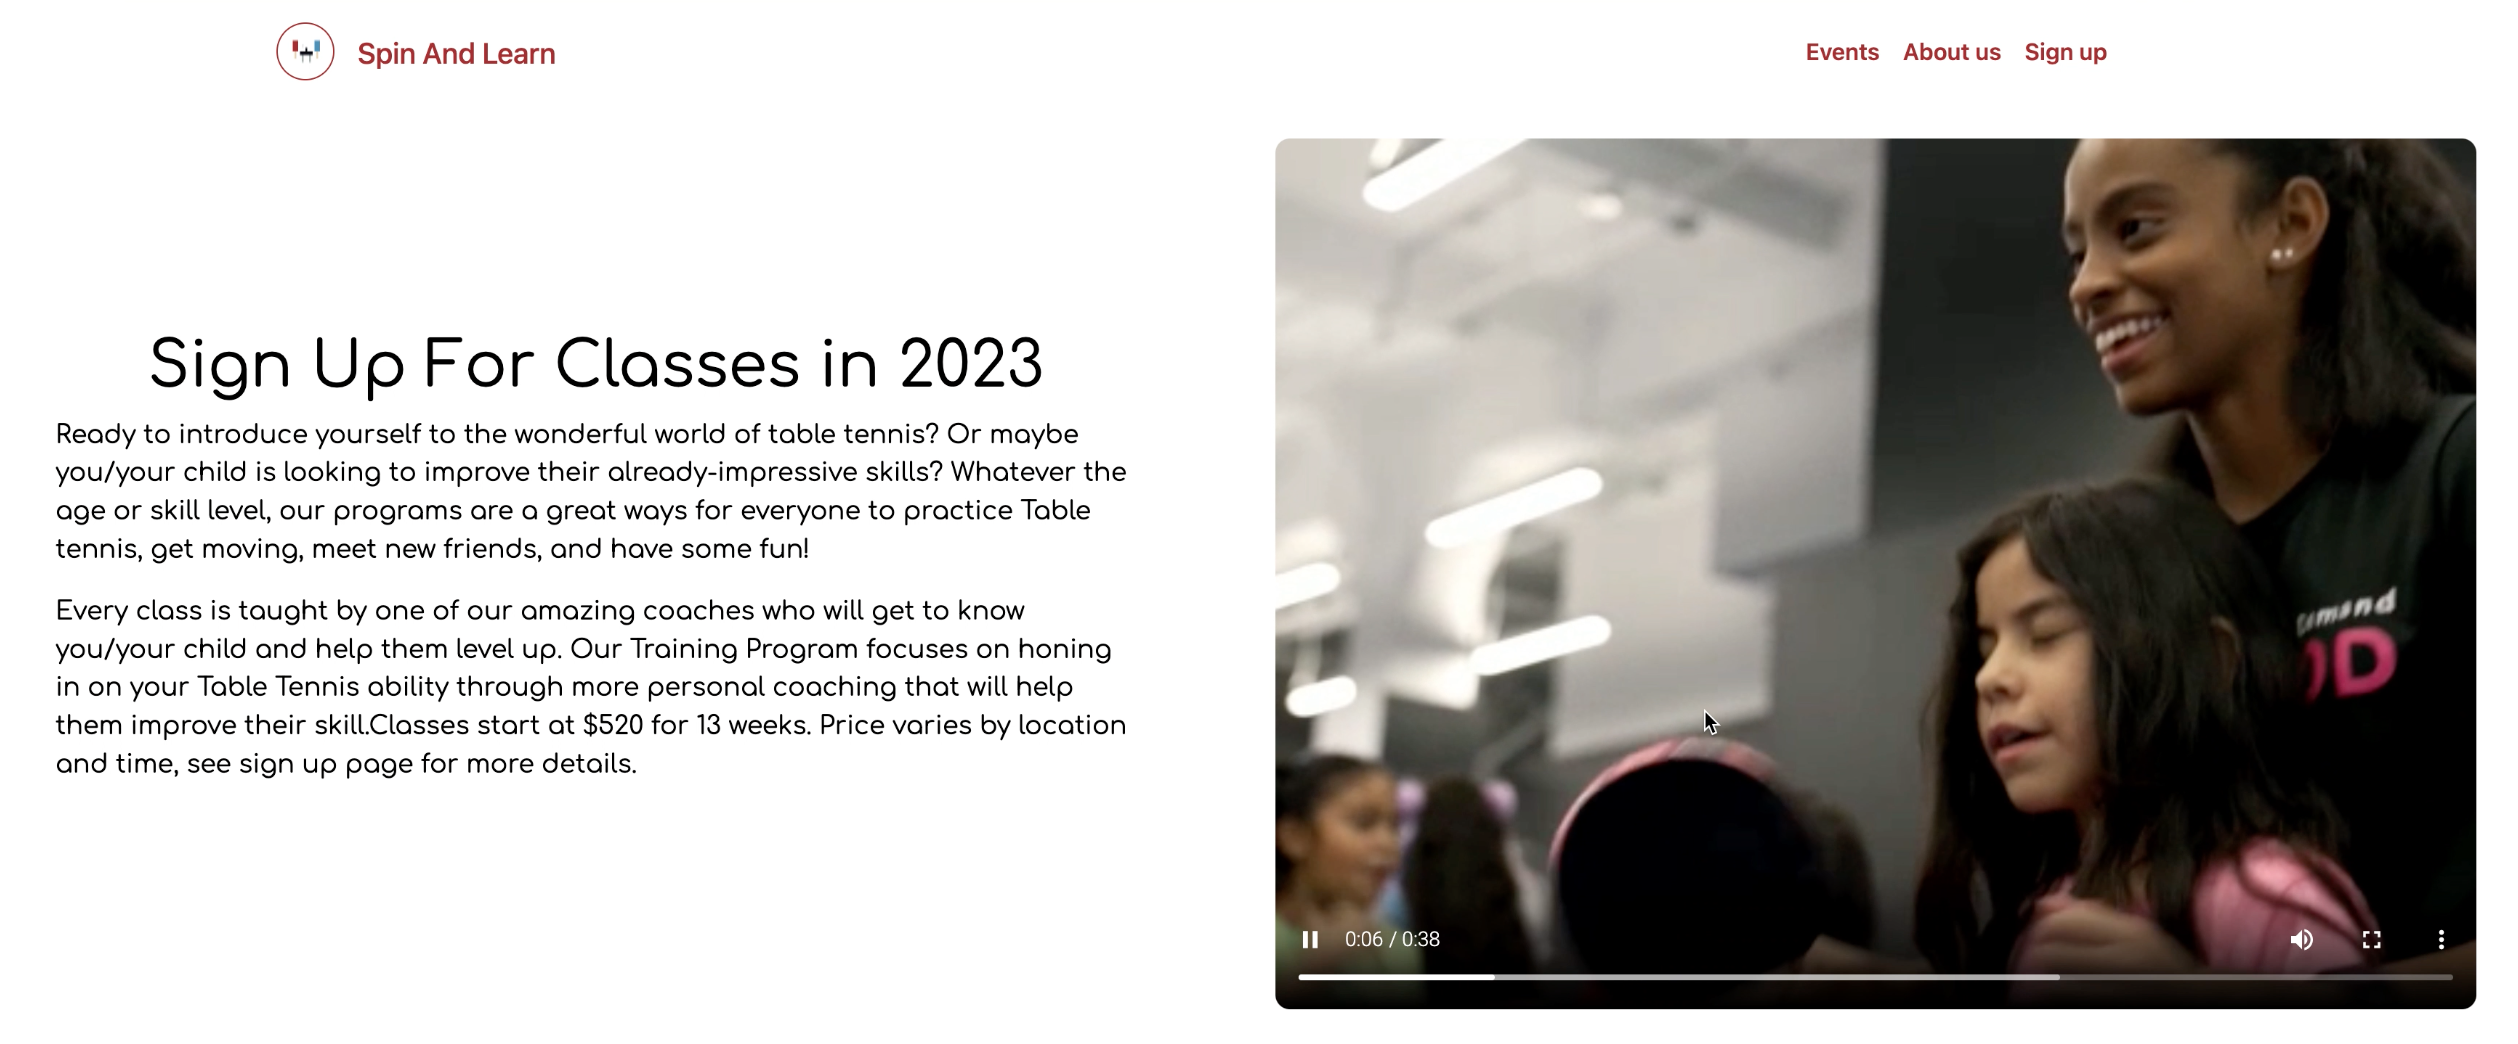 Spin And Learn
Events About us Sign up
Sign Up For Classes in 2023
Ready to introduce yourself to the wonderful world of table tennis? Or maybe
you/your child is looking to improve their already-impressive skills? Whatever the
age or skill level, our programs are a great ways for everyone to practice Table
tennis, get moving, meet new friends, and have some fun!
Every class is taught by one of our amazing coaches who will get to know
you/your child and help them level up. Our Training Program focuses on honing
in on your Table Tennis ability through more personal coaching that will help
them improve their skill.Classes start at $520 for 13 weeks. Price varies by location
and time, see sign up page for more details.
0:06 / 0:38